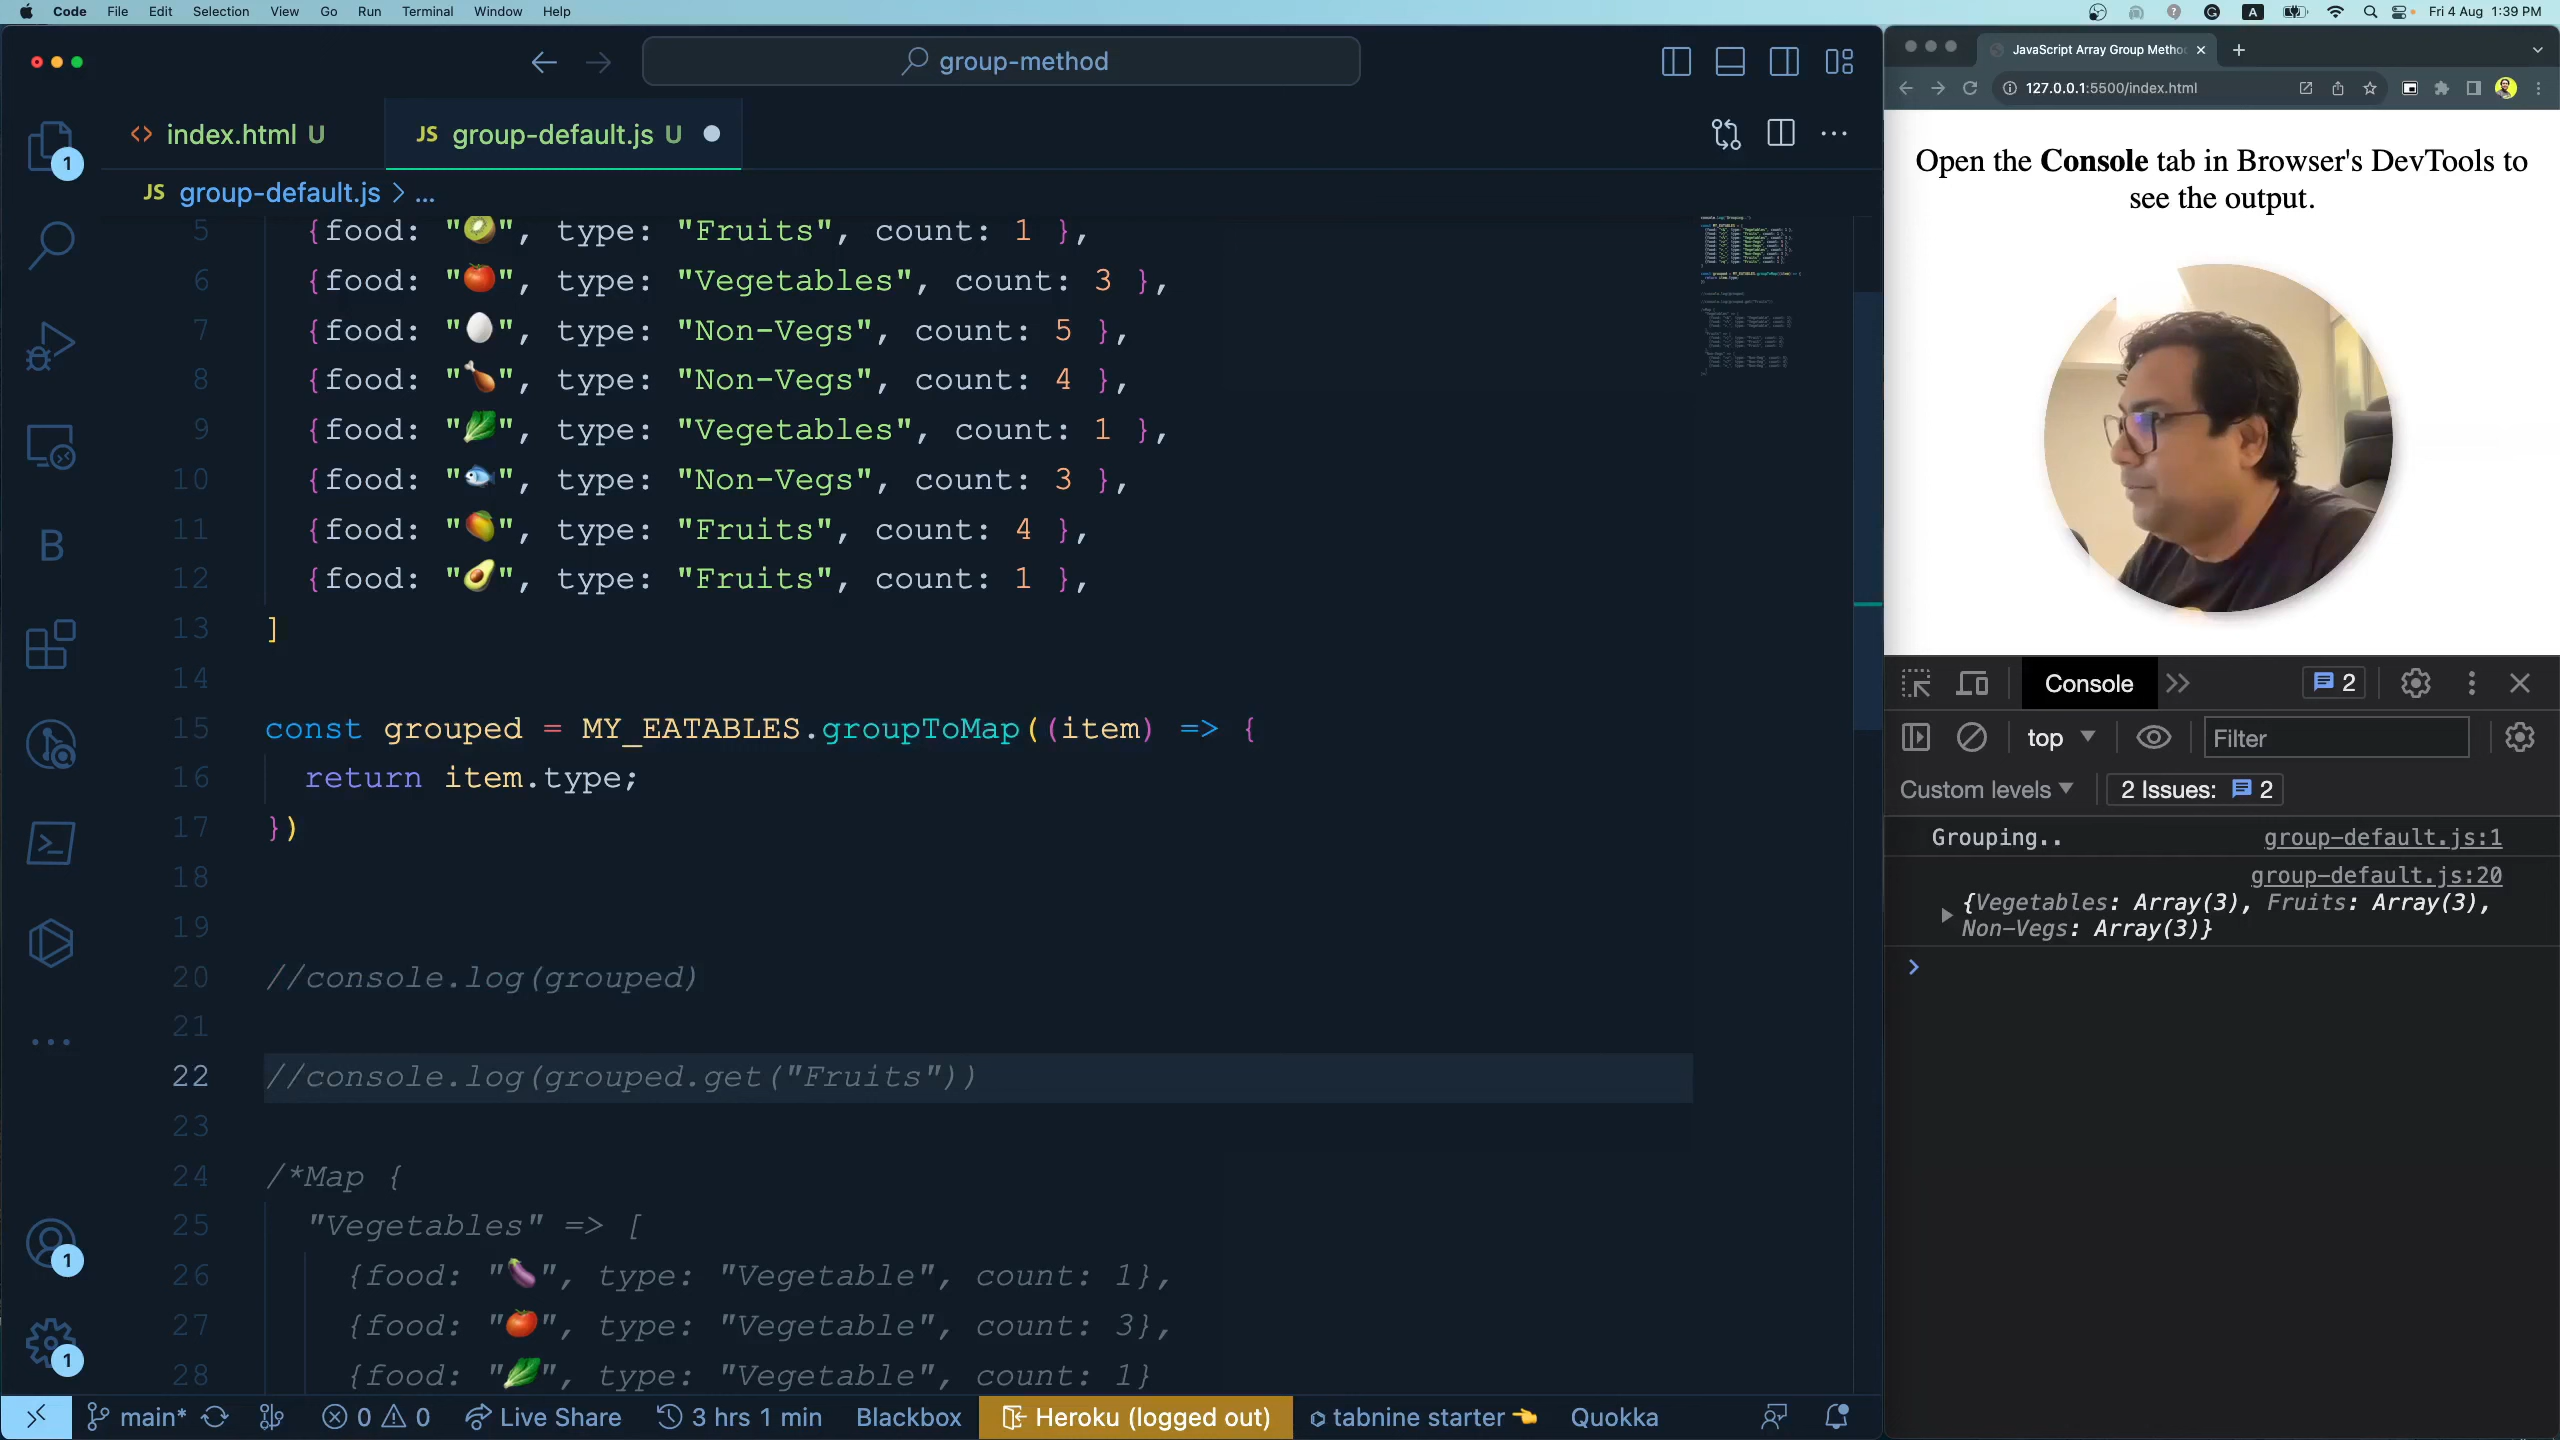 Code File Edit Selection View Go Run Terminal Window Help
A Fri 4 Aug 1:39 PM
group-method
index.html U
JS group-default.js U
JS group-default.js > ...
5 {food: "🥝", type: "Fruits", count: 1 },
6 {food: "🍅", type: "Vegetables", count: 3 },
7 {food: "🥚", type: "Non-Vegs", count: 5 },
8 {food: "🍗", type: "Non-Vegs", count: 4 },
9 {food: "🥬", type: "Vegetables", count: 1 },
10 {food: "🐟", type: "Non-Vegs", count: 3 },
11 {food: "🥭", type: "Fruits", count: 4 },
12 {food: "🥑", type: "Fruits", count: 1 },
13 ]
14
15 const grouped = MY_EATABLES.groupToMap((item) => {
16 return item.type;
17 })
18
19
20 //console.log(grouped)
21
22 //console.log(grouped.get("Fruits"))
23
24 /*Map {
25 "Vegetables" => [
26 {food: "🍆", type: "Vegetable", count: 1},
27 {food: "🍅", type: "Vegetable", count: 3},
28 {food: "🥬", type: "Vegetable", count: 1}
B
1
1
1
main* 0 0 Live Share 3 hrs 1 min Blackbox Heroku (logged out) tabnine starter 👈 Quokka
JavaScript Array Group Metho
127.0.0.1:5500/index.html
Open the Console tab in Browser's DevTools to
see the output.
Console 2
top Filter
Custom levels 2 Issues: 2
Grouping.. group-default.js:1
group-default.js:20
{Vegetables: Array(3), Fruits: Array(3),
Non-Vegs: Array(3)}